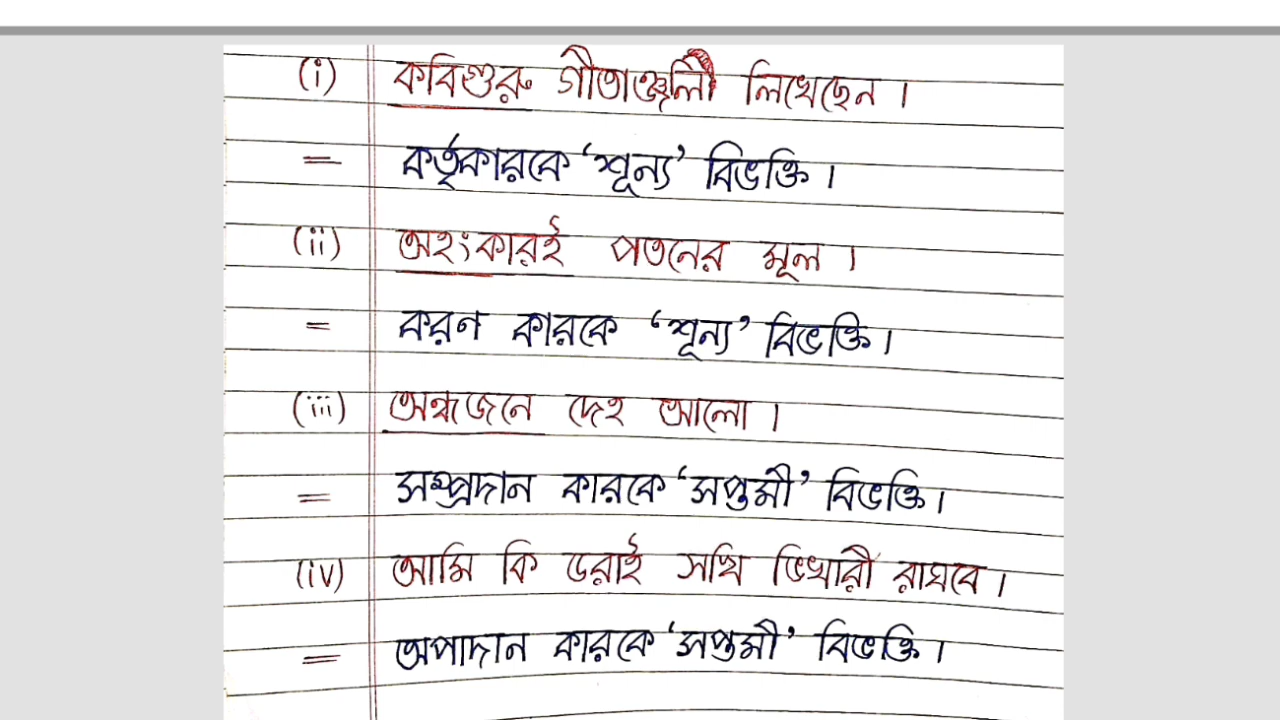 (i) কবিগুরু গীতাঞ্জলী লিখেছেন।
= কর্তৃকারকে ‘শূন্য’ বিভক্তি।
(ii) অহংকারই পতনের মূল।
= করণ কারকে ‘শূন্য’ বিভক্তি।
(iii) অন্ধজনে দেহ আলো।
= সম্প্রদান কারকে ‘সপ্তমী’ বিভক্তি।
(iv) আমি কি ডরাই সখি ভিখারী রাঘবে।
= অপাদান কারকে ‘সপ্তমী’ বিভক্তি।